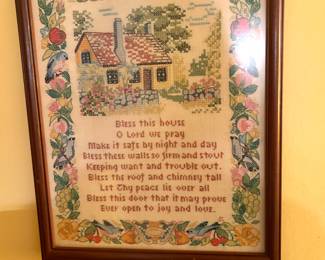 Bless this house
O Lord we pray
Make it safe by night and day
Bless these walls so firm and stout
Keeping want and trouble out.
Bless the roof and chimney tall
Let Thy peace lie over all
Bless this door that it may prove
Ever open to joy and love.